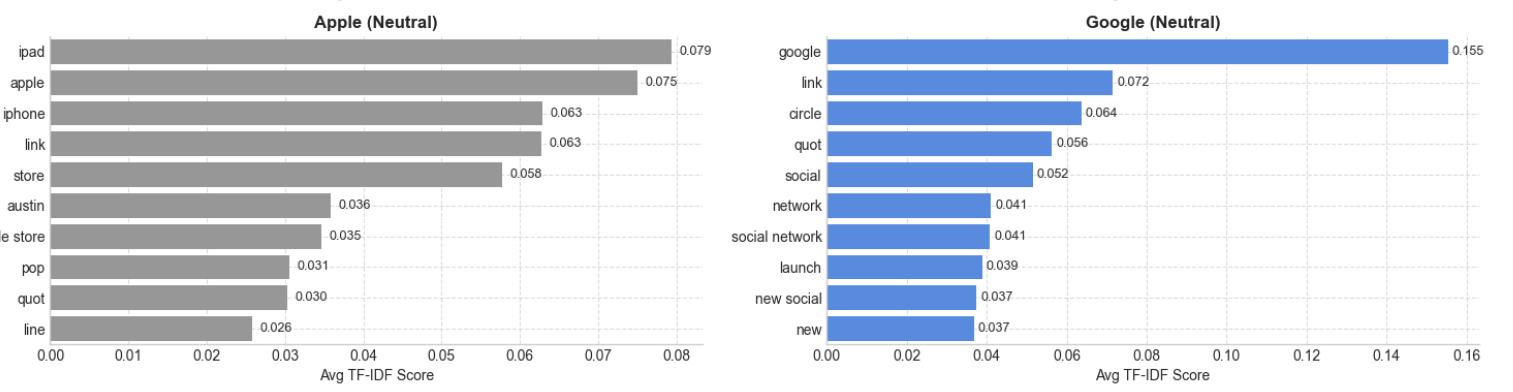 Apple (Neutral)
ipad 0.079
apple 0.075
iphone 0.063
link 0.063
store 0.058
austin 0.036
le store 0.035
pop 0.031
quot 0.030
line 0.026
0.00 0.01 0.02 0.03 0.04 0.05 0.06 0.07 0.08
Avg TF-IDF Score
Google (Neutral)
google 0.155
link 0.072
circle 0.064
quot 0.056
social 0.052
network 0.041
social network 0.041
launch 0.039
new social 0.037
new 0.037
0.00 0.02 0.04 0.06 0.08 0.10 0.12 0.14 0.16
Avg TF-IDF Score